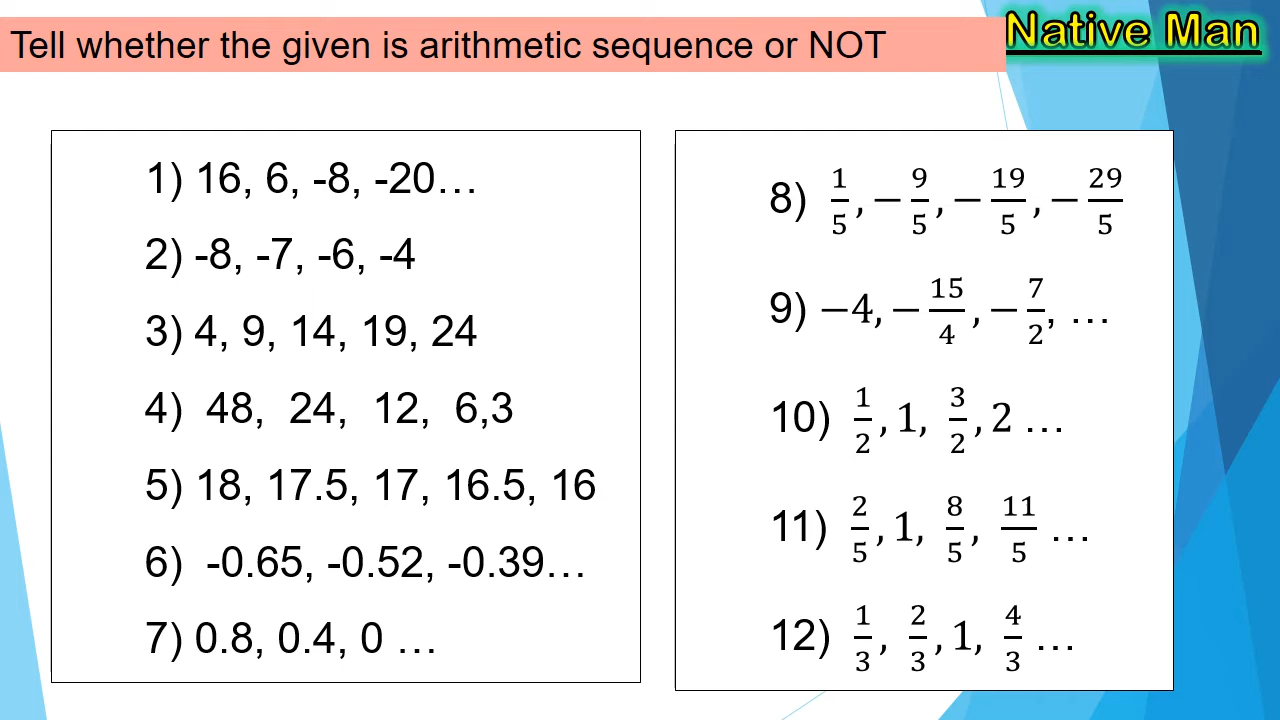 Tell whether the given is arithmetic sequence or NOT
Native Man
1) 16, 6, -8, -20…
2) -8, -7, -6, -4
3) 4, 9, 14, 19, 24
4) 48, 24, 12, 6,3
5) 18, 17.5, 17, 16.5, 16
6) -0.65, -0.52, -0.39…
7) 0.8, 0.4, 0 …
8) 1/5, −9/5, −19/5, −29/5
9) −4, −15/4, −7/2, …
10) 1/2, 1, 3/2, 2 …
11) 2/5, 1, 8/5, 11/5 …
12) 1/3, 2/3, 1, 4/3 …